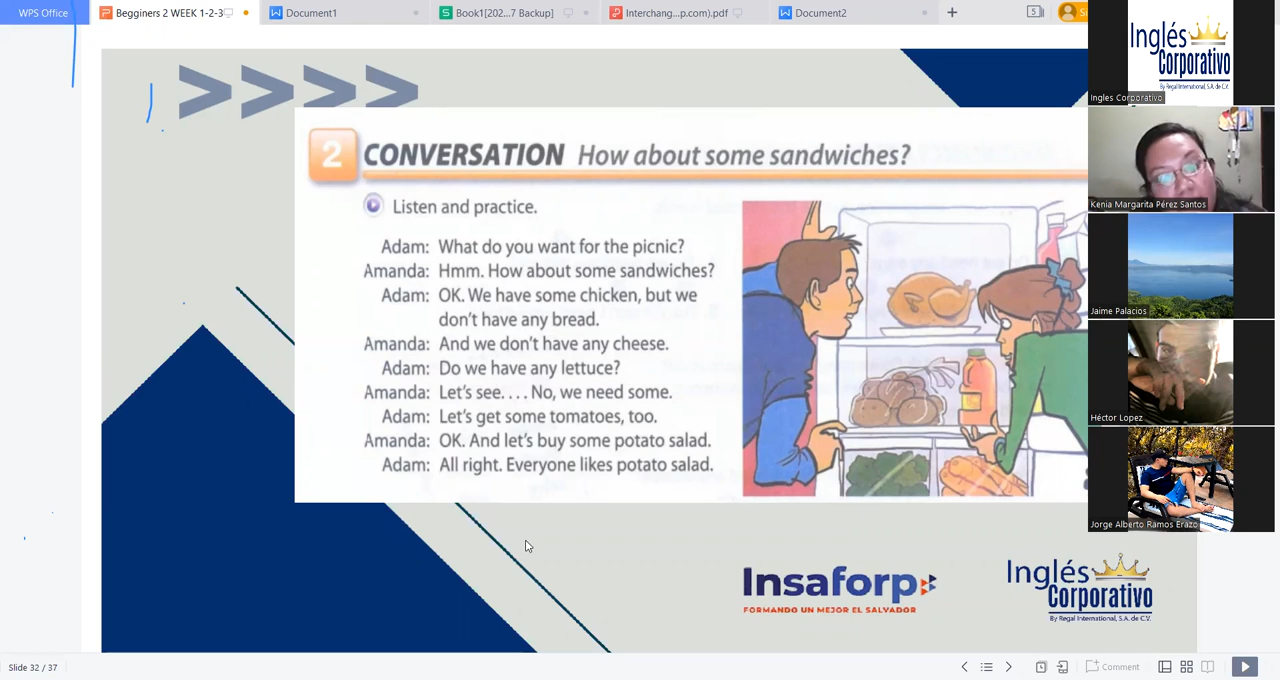 WPS Office
Begginers 2 WEEK 1-2-3
Document1
Book1[202...7 Backup]
Interchang...p.com).pdf
Document2
5
Inglés
Corporativo
By Regal International, S.A. de C.V.
Ingles Corporativo
Kenia Margarita Pérez Santos
Jaime Palacios
Héctor Lopez
Jorge Alberto Ramos Erazo
>>>>
2 CONVERSATION How about some sandwiches?
Listen and practice.
Adam: What do you want for the picnic?
Amanda: Hmm. How about some sandwiches?
Adam: OK. We have some chicken, but we
don't have any bread.
Amanda: And we don't have any cheese.
Adam: Do we have any lettuce?
Amanda: Let's see. . . . No, we need some.
Adam: Let's get some tomatoes, too.
Amanda: OK. And let's buy some potato salad.
Adam: All right. Everyone likes potato salad.
Insaforp
FORMANDO UN MEJOR EL SALVADOR
Inglés
Corporativo
By Regal International, S.A. de C.V.
Slide 32 / 37
Comment